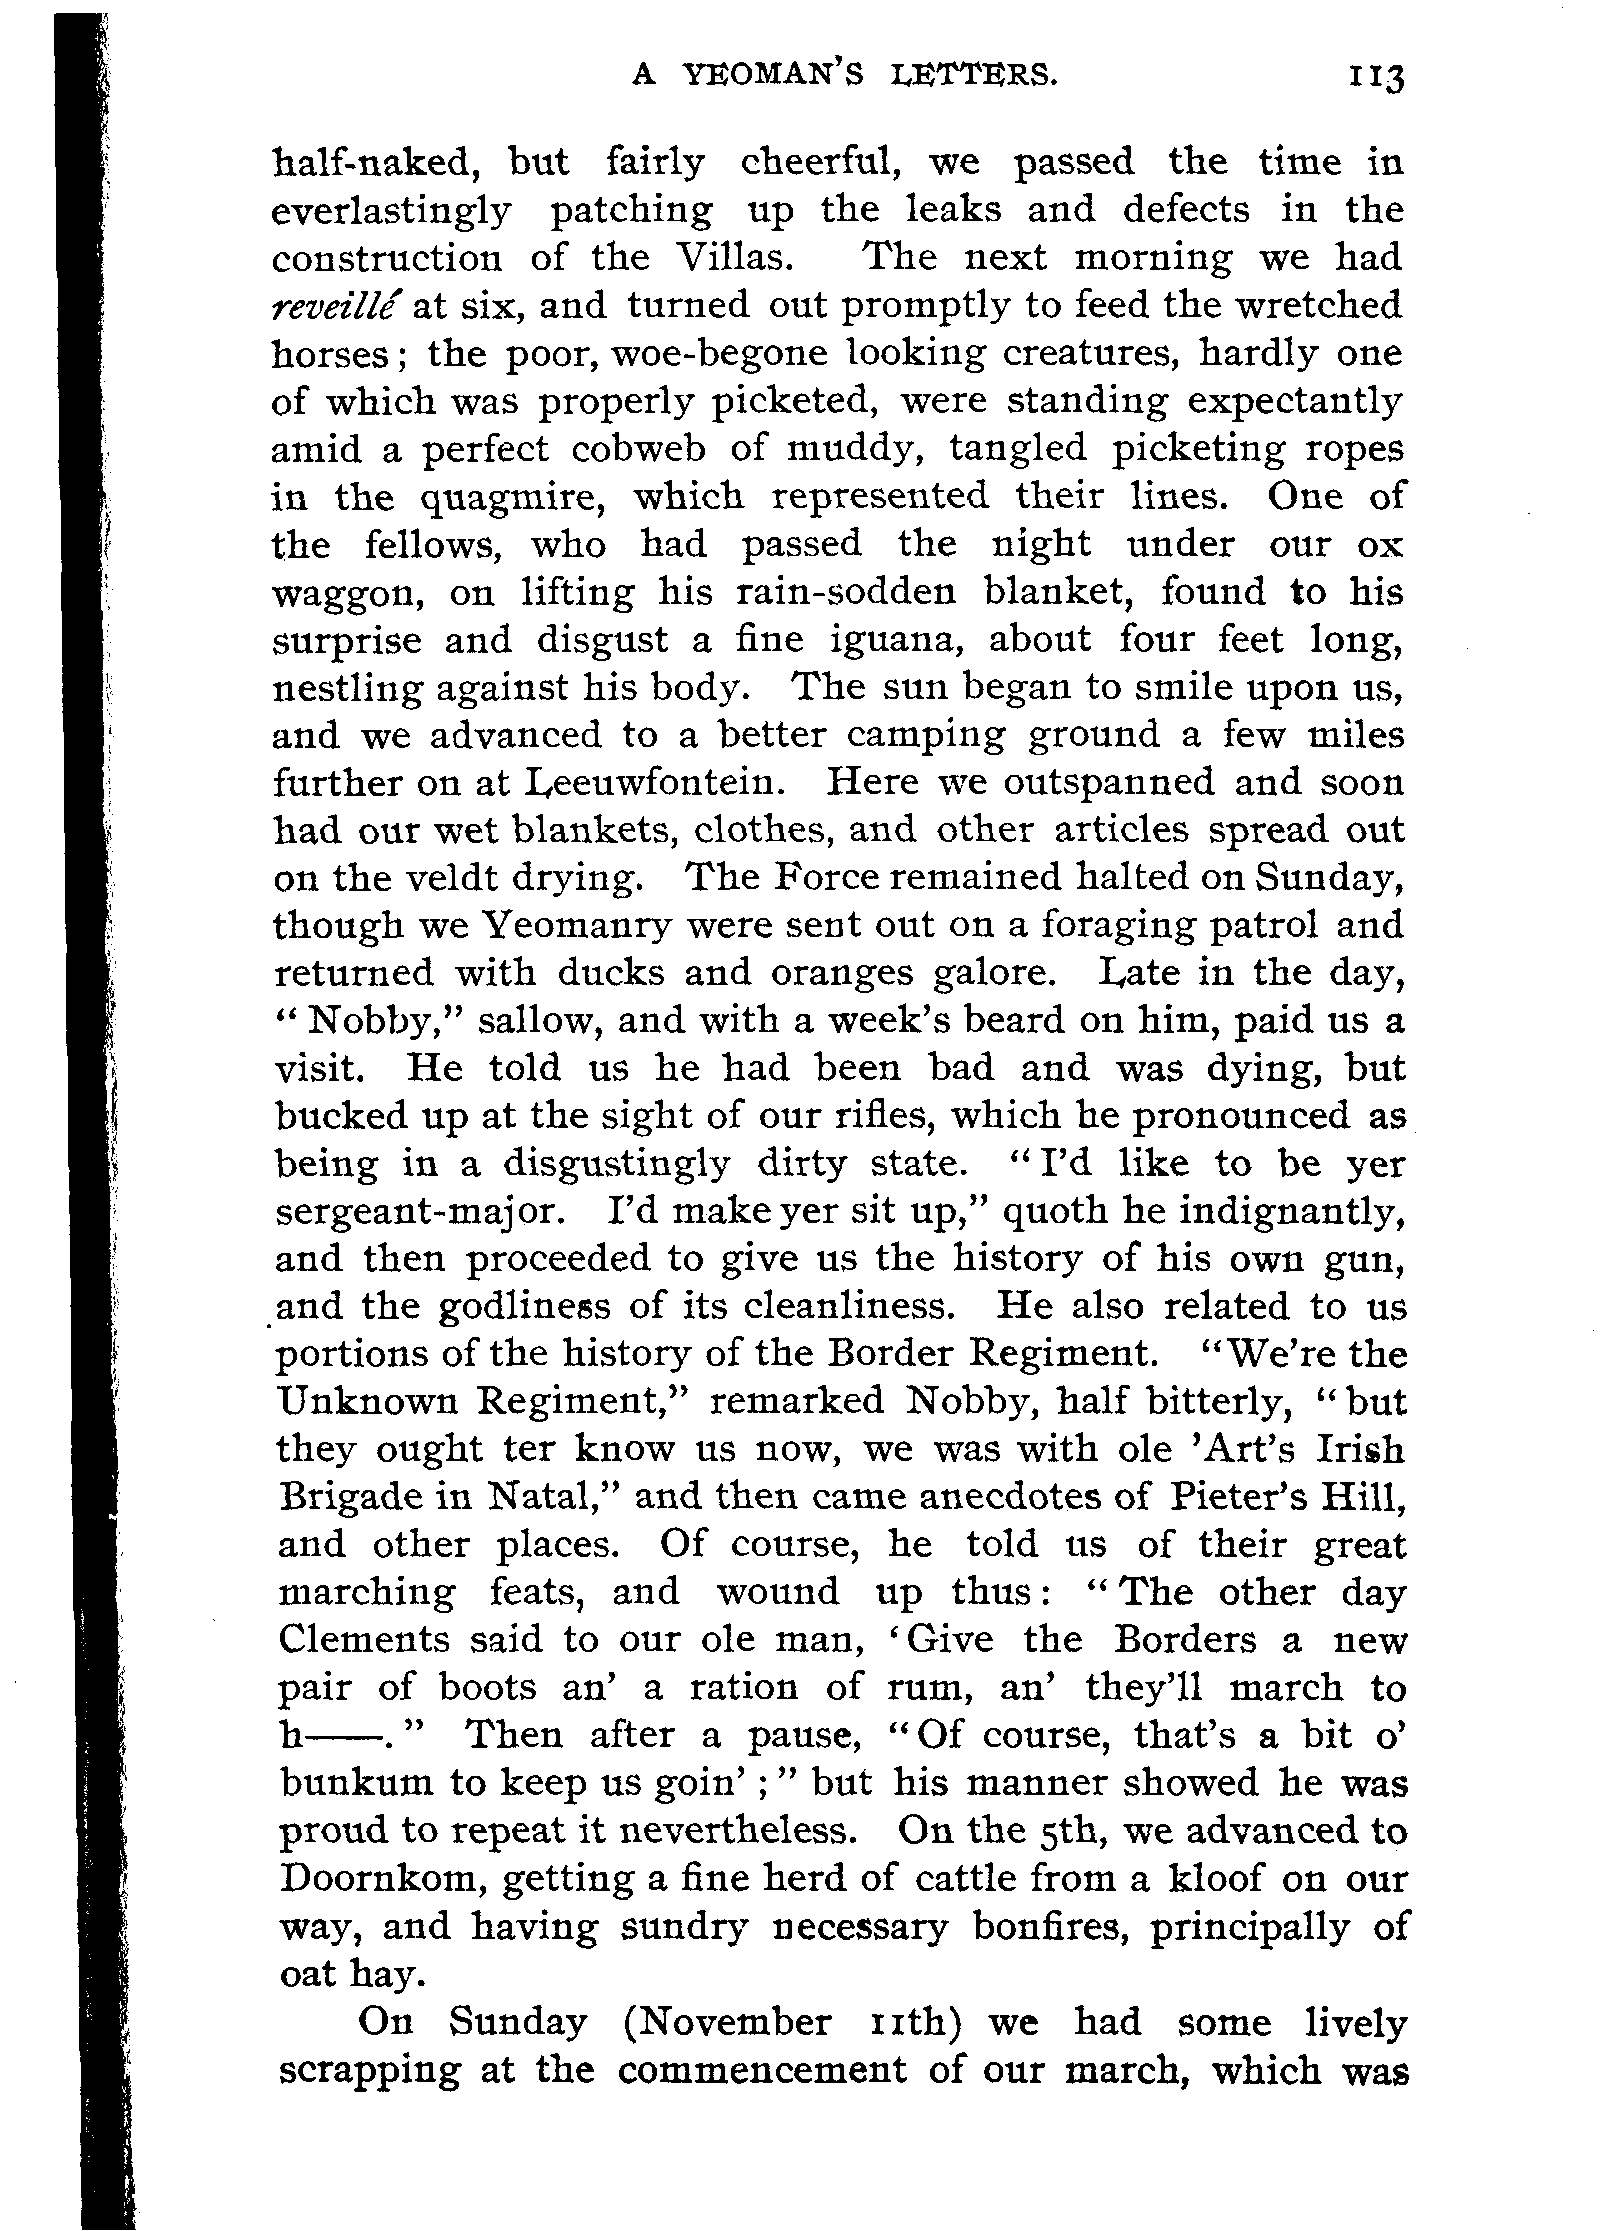 A YEOMAN'S LETTERS. 113
half-naked, but fairly cheerful, we passed the time in
everlastingly patching up the leaks and defects in the
construction of the Villas. The next morning we had
reveillé at six, and turned out promptly to feed the wretched
horses; the poor, woe-begone looking creatures, hardly one
of which was properly picketed, were standing expectantly
amid a perfect cobweb of muddy, tangled picketing ropes
in the quagmire, which represented their lines. One of
the fellows, who had passed the night under our ox
waggon, on lifting his rain-sodden blanket, found to his
surprise and disgust a fine iguana, about four feet long,
nestling against his body. The sun began to smile upon us,
and we advanced to a better camping ground a few miles
further on at Leeuwfontein. Here we outspanned and soon
had our wet blankets, clothes, and other articles spread out
on the veldt drying. The Force remained halted on Sunday,
though we Yeomanry were sent out on a foraging patrol and
returned with ducks and oranges galore. Late in the day,
"Nobby," sallow, and with a week's beard on him, paid us a
visit. He told us he had been bad and was dying, but
bucked up at the sight of our rifles, which he pronounced as
being in a disgustingly dirty state. "I'd like to be yer
sergeant-major. I'd make yer sit up," quoth he indignantly,
and then proceeded to give us the history of his own gun,
and the godliness of its cleanliness. He also related to us
portions of the history of the Border Regiment. "We're the
Unknown Regiment," remarked Nobby, half bitterly, "but
they ought ter know us now, we was with ole 'Art's Irish
Brigade in Natal," and then came anecdotes of Pieter's Hill,
and other places. Of course, he told us of their great
marching feats, and wound up thus: "The other day
Clements said to our ole man, 'Give the Borders a new
pair of boots an' a ration of rum, an' they'll march to
h——." Then after a pause, "Of course, that's a bit o'
bunkum to keep us goin';" but his manner showed he was
proud to repeat it nevertheless. On the 5th, we advanced to
Doornkom, getting a fine herd of cattle from a kloof on our
way, and having sundry necessary bonfires, principally of
oat hay.
On Sunday (November 11th) we had some lively
scrapping at the commencement of our march, which was